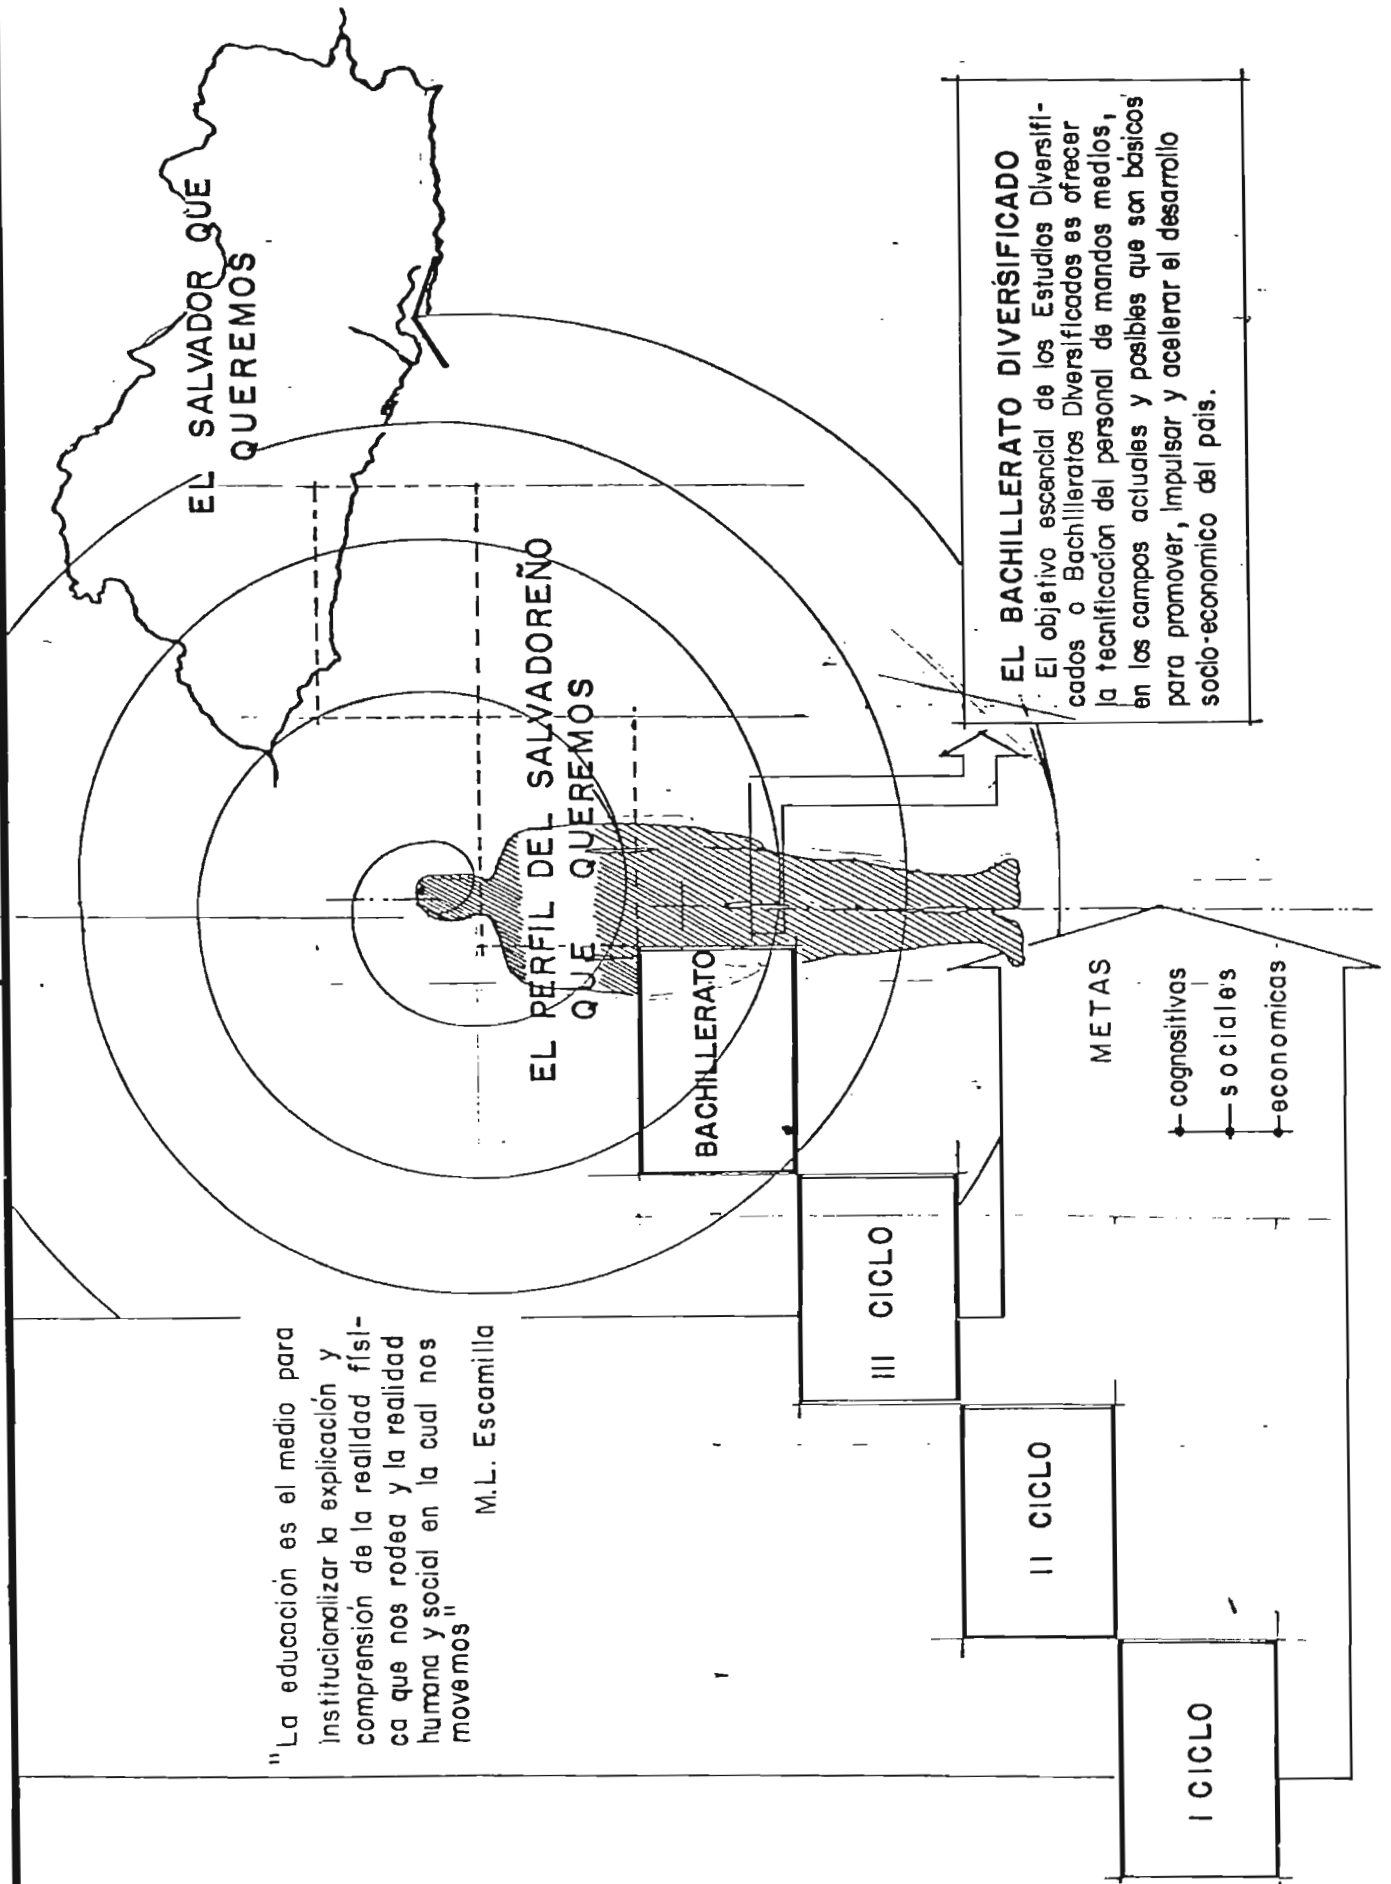 "La educación es el medio para
institucionalizar la explicación y
comprensión de la realidad físi-
ca que nos rodea y la realidad
humana y social en la cual nos
movemos"
M.L. Escamilla
EL SALVADOR QUE
QUEREMOS
EL PERFIL DEL SALVADOREÑO
QUE QUEREMOS
BACHILLERATO
III CICLO
II CICLO
I CICLO
METAS
cognositivas
sociales
economicas
EL BACHILLERATO DIVERSIFICADO
El objetivo escencial de los Estudios Diversifi-
cados o Bachilleratos Diversificados es ofrecer
la tecnificación del personal de mandos medios,
en los campos actuales y posibles que son básicos
para promover, impulsar y acelerar el desarrollo
socio-economico del pais.